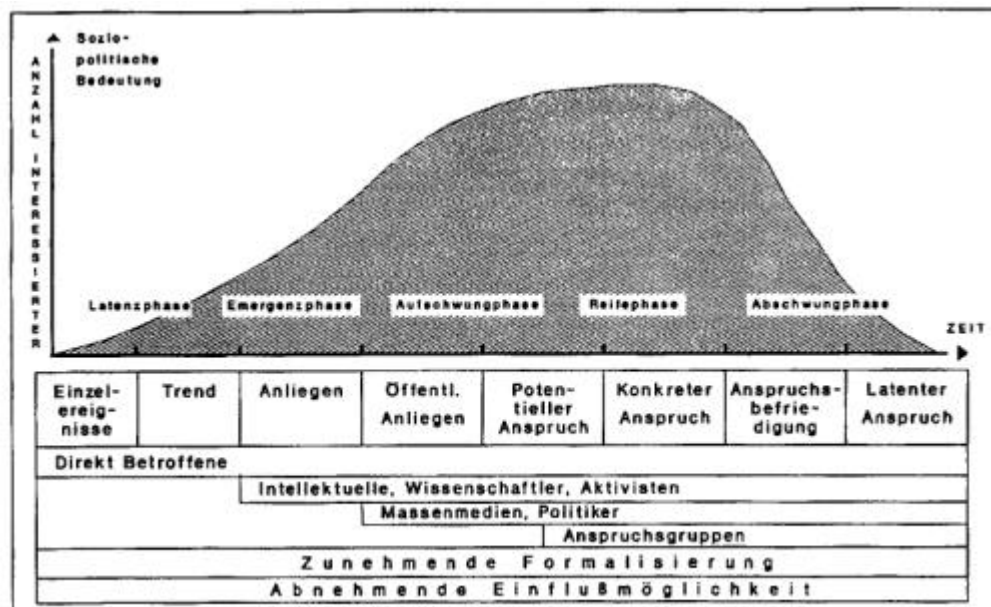 Sozio-
politische
Bedeutung
ANZAHL INTERESSIERTER
Latenzphase
Emergenzphase
Aufschwungphase
Reifephase
Abschwungphase
ZEIT
Einzel-
ereig-
nisse
Trend
Anliegen
Öffentl.
Anliegen
Poten-
tieller
Anspruch
Konkreter
Anspruch
Anspruchs-
befrie-
digung
Latenter
Anspruch
Direkt Betroffene
Intellektuelle, Wissenschaftler, Aktivisten
Massenmedien, Politiker
Anspruchsgruppen
Zunehmende Formalisierung
Abnehmende Einflußmöglichkeit